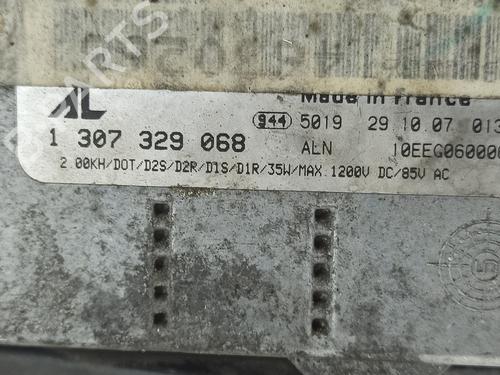 Made in France
AL
944 5019 29 10.07 013
1 307 329 068
ALN 10EEG060000
2.00KH/DOT/D2S/D2R/D1S/D1R/35W/MAX.1200V DC/85V AC